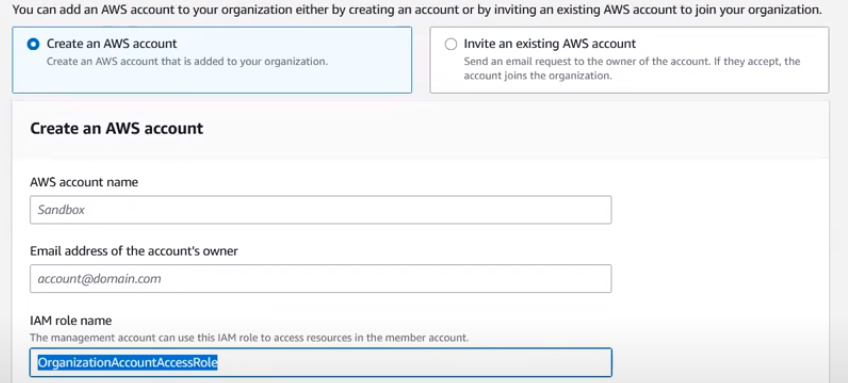 You can add an AWS account to your organization either by creating an account or by inviting an existing AWS account to join your organization.
Create an AWS account
Create an AWS account that is added to your organization.
Invite an existing AWS account
Send an email request to the owner of the account. If they accept, the
account joins the organization.
Create an AWS account
AWS account name
Sandbox
Email address of the account's owner
account@domain.com
IAM role name
The management account can use this IAM role to access resources in the member account.
OrganizationAccountAccessRole